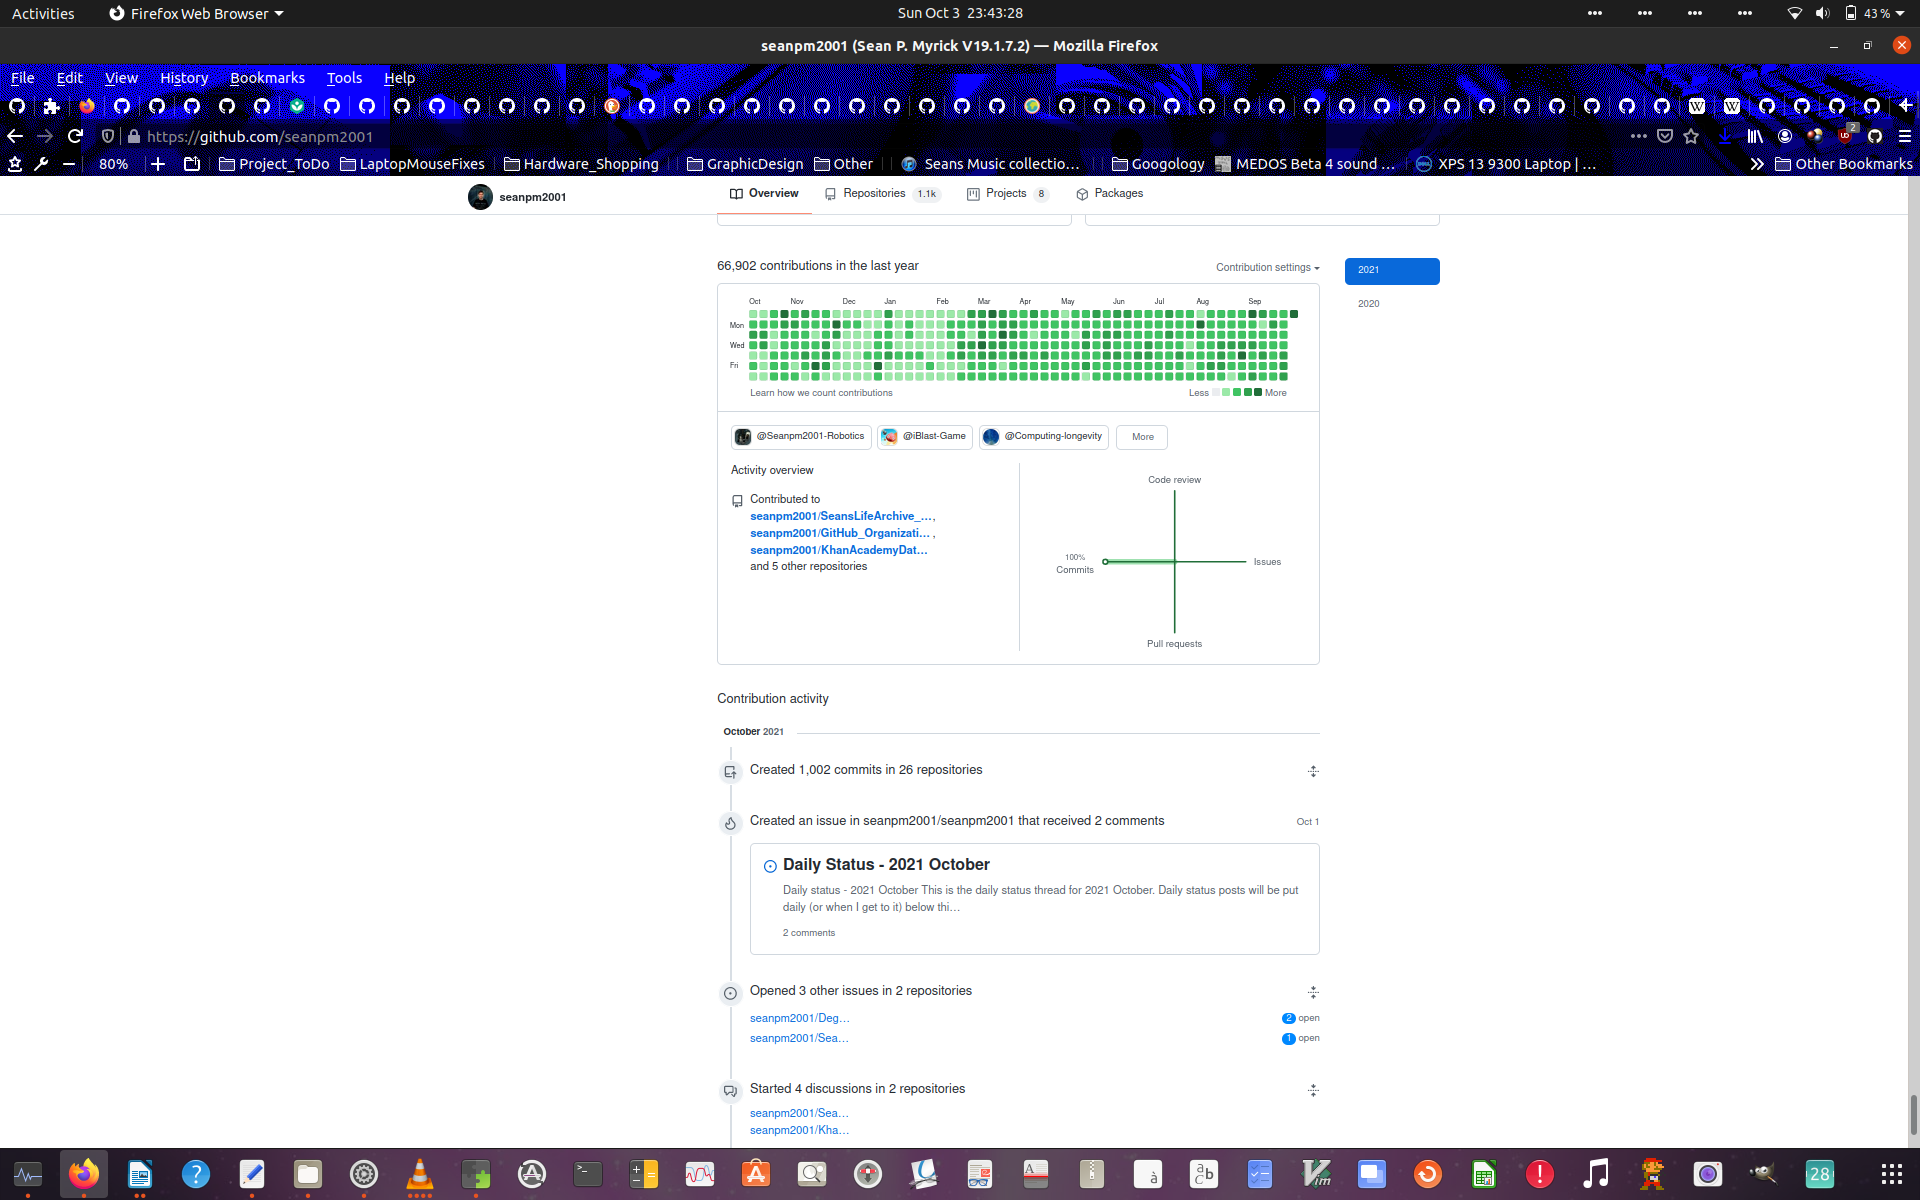 Activities
Firefox Web Browser
Sun Oct 3 23:43:28
43 %
seanpm2001 (Sean P. Myrick V19.1.7.2) — Mozilla Firefox
File Edit View History Bookmarks Tools Help
https://github.com/seanpm2001
2
80%
Project_ToDo
LaptopMouseFixes
Hardware_Shopping
GraphicDesign
Other
Seans Music collectio…
Googology
MEDOS Beta 4 sound …
XPS 13 9300 Laptop | …
Other Bookmarks
seanpm2001
Overview
Repositories 1.1k
Projects 8
Packages
66,902 contributions in the last year
Contribution settings
2021
2020
Oct Nov Dec Jan Feb Mar Apr May Jun Jul Aug Sep
Mon
Wed
Fri
Learn how we count contributions
Less More
@Seanpm2001-Robotics
@iBlast-Game
@Computing-longevity
More
Activity overview
Contributed to
seanpm2001/SeansLifeArchive_…,
seanpm2001/GitHub_Organizati… ,
seanpm2001/KhanAcademyDat…
and 5 other repositories
Code review
100%
Commits
Issues
Pull requests
Contribution activity
October 2021
Created 1,002 commits in 26 repositories
Created an issue in seanpm2001/seanpm2001 that received 2 comments
Oct 1
Daily Status - 2021 October
Daily status - 2021 October This is the daily status thread for 2021 October. Daily status posts will be put
daily (or when I get to it) below thi…
2 comments
Opened 3 other issues in 2 repositories
seanpm2001/Deg…
2 open
seanpm2001/Sea…
1 open
Started 4 discussions in 2 repositories
seanpm2001/Sea…
seanpm2001/Kha…
28